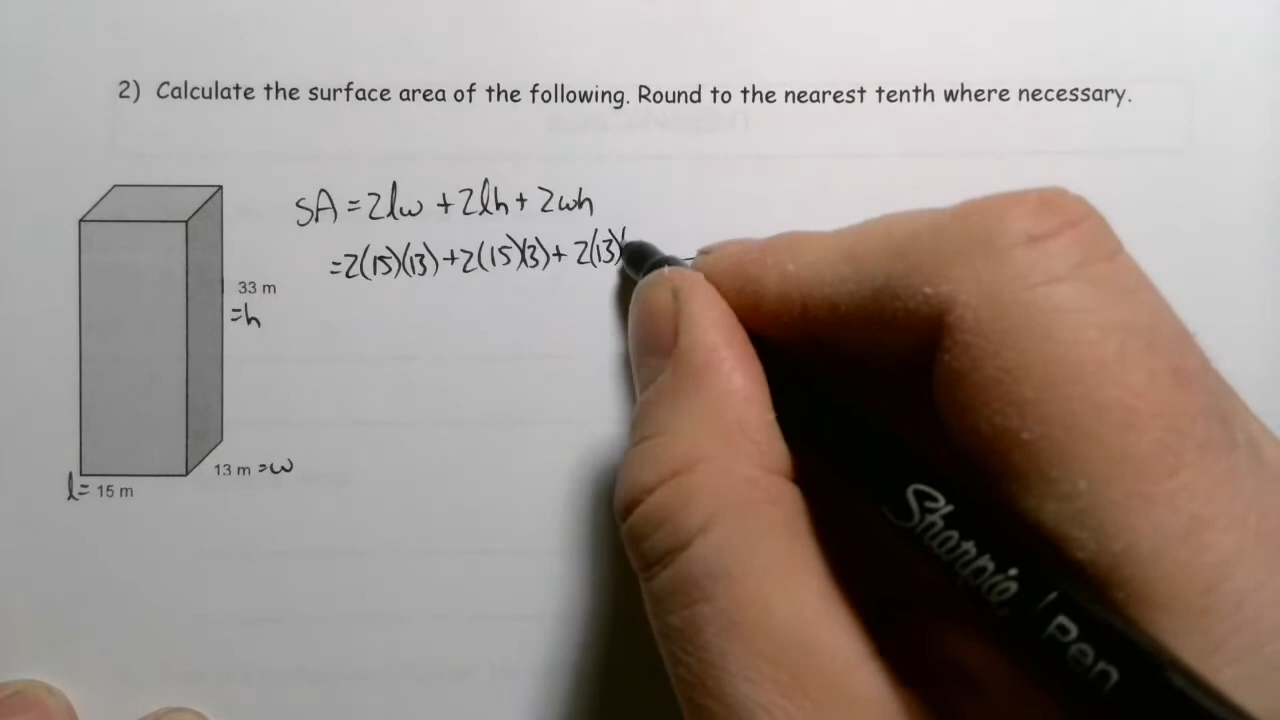 2) Calculate the surface area of the following. Round to the nearest tenth where necessary.
SA = 2lw + 2lh + 2wh
= 2(15)(13) + 2(15)(3) + 2(13)(
33 m
= h
13 m = w
l = 15 m
Sharpie Pen